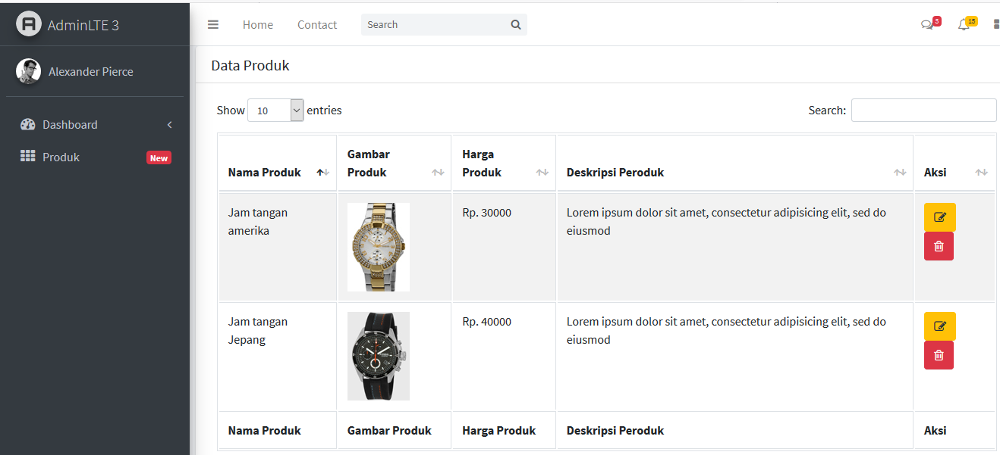 AdminLTE 3
Home
Contact
Search
3
15
Alexander Pierce
Dashboard
Produk
New
Data Produk
Show 10 entries
Search:
Nama Produk
Gambar
Produk
Harga
Produk
Deskripsi Peroduk
Aksi
Jam tangan
amerika
Rp. 30000
Lorem ipsum dolor sit amet, consectetur adipisicing elit, sed do
eiusmod
Jam tangan
Jepang
Rp. 40000
Lorem ipsum dolor sit amet, consectetur adipisicing elit, sed do
eiusmod
Nama Produk
Gambar Produk
Harga Produk
Deskripsi Peroduk
Aksi